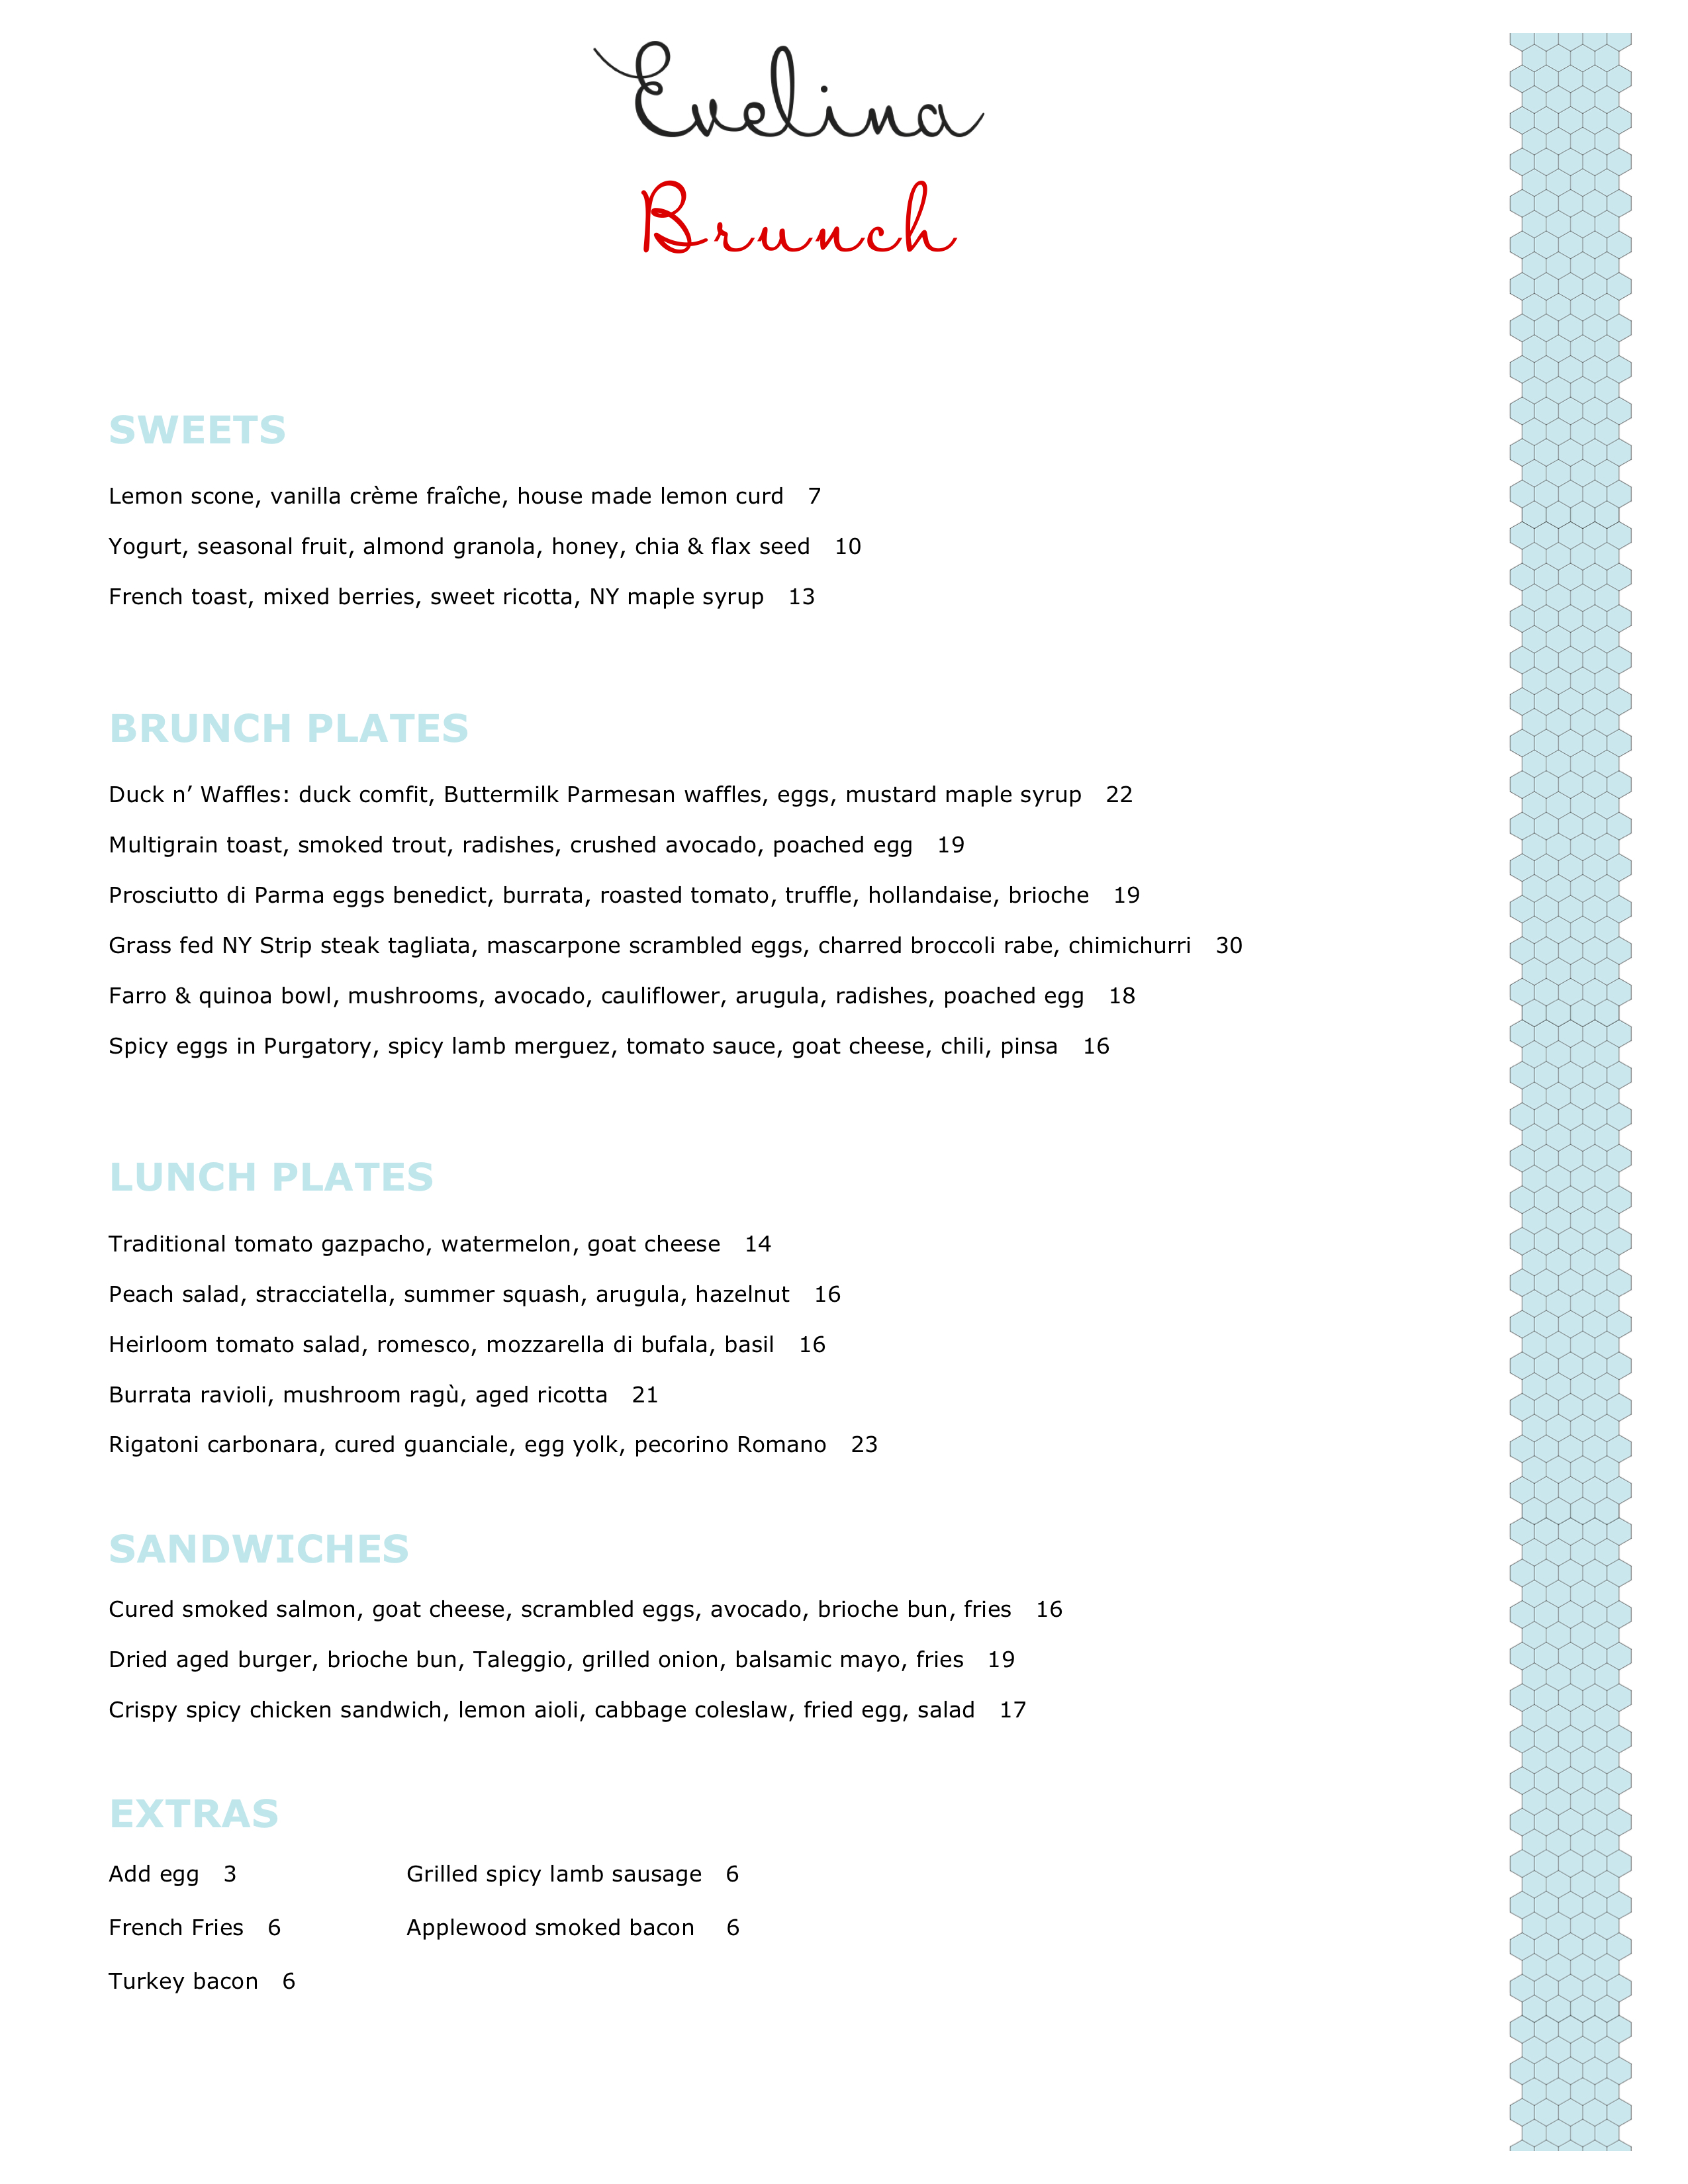 Evelina
Brunch
SWEETS
Lemon scone, vanilla crème fraîche, house made lemon curd 7
Yogurt, seasonal fruit, almond granola, honey, chia & flax seed 10
French toast, mixed berries, sweet ricotta, NY maple syrup 13
BRUNCH PLATES
Duck n’ Waffles: duck comfit, Buttermilk Parmesan waffles, eggs, mustard maple syrup 22
Multigrain toast, smoked trout, radishes, crushed avocado, poached egg 19
Prosciutto di Parma eggs benedict, burrata, roasted tomato, truffle, hollandaise, brioche 19
Grass fed NY Strip steak tagliata, mascarpone scrambled eggs, charred broccoli rabe, chimichurri 30
Farro & quinoa bowl, mushrooms, avocado, cauliflower, arugula, radishes, poached egg 18
Spicy eggs in Purgatory, spicy lamb merguez, tomato sauce, goat cheese, chili, pinsa 16
LUNCH PLATES
Traditional tomato gazpacho, watermelon, goat cheese 14
Peach salad, stracciatella, summer squash, arugula, hazelnut 16
Heirloom tomato salad, romesco, mozzarella di bufala, basil 16
Burrata ravioli, mushroom ragù, aged ricotta 21
Rigatoni carbonara, cured guanciale, egg yolk, pecorino Romano 23
SANDWICHES
Cured smoked salmon, goat cheese, scrambled eggs, avocado, brioche bun, fries 16
Dried aged burger, brioche bun, Taleggio, grilled onion, balsamic mayo, fries 19
Crispy spicy chicken sandwich, lemon aioli, cabbage coleslaw, fried egg, salad 17
EXTRAS
Add egg 3 Grilled spicy lamb sausage 6
French Fries 6 Applewood smoked bacon 6
Turkey bacon 6